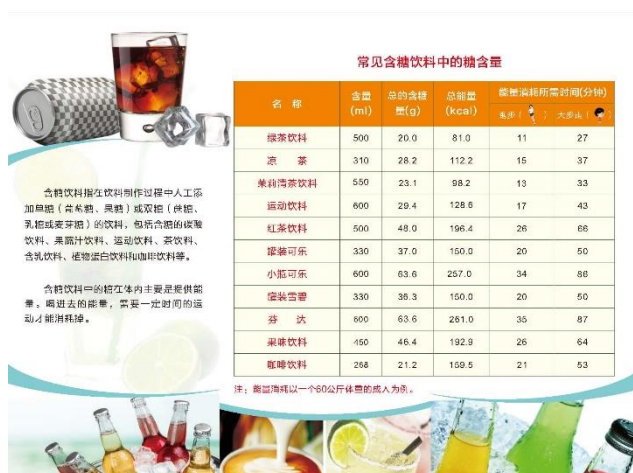 常见含糖饮料中的糖含量
名 称 含量(ml) 总的含糖量(g) 总能量(kcal) 能量消耗所需时间(分钟)
跑步( ) 大步走( )
绿茶饮料 500 20.0 81.0 11 27
凉 茶 310 28.2 112.2 15 37
茉莉清茶饮料 550 23.1 98.2 13 33
运动饮料 600 29.4 128.6 17 43
红茶饮料 500 48.0 196.4 26 66
罐装可乐 330 37.0 150.0 20 50
小瓶可乐 600 63.6 257.0 34 86
罐装雪碧 330 36.3 150.0 20 50
芬 达 600 63.6 261.0 35 87
果味饮料 450 46.4 192.9 26 64
咖啡饮料 268 21.2 159.5 21 53
注：能量消耗以一个60公斤体重的成人为例。
含糖饮料指在饮料制作过程中人工添
加单糖（葡萄糖、果糖）或双糖（蔗糖、
乳糖或麦芽糖）的饮料，包括含糖的碳酸
饮料、果蔬汁饮料、运动饮料、茶饮料、
含乳饮料、植物蛋白饮料和咖啡饮料等。
含糖饮料中的糖在体内主要是提供能
量。喝进去的能量，需要一定时间的运
动才能消耗掉。